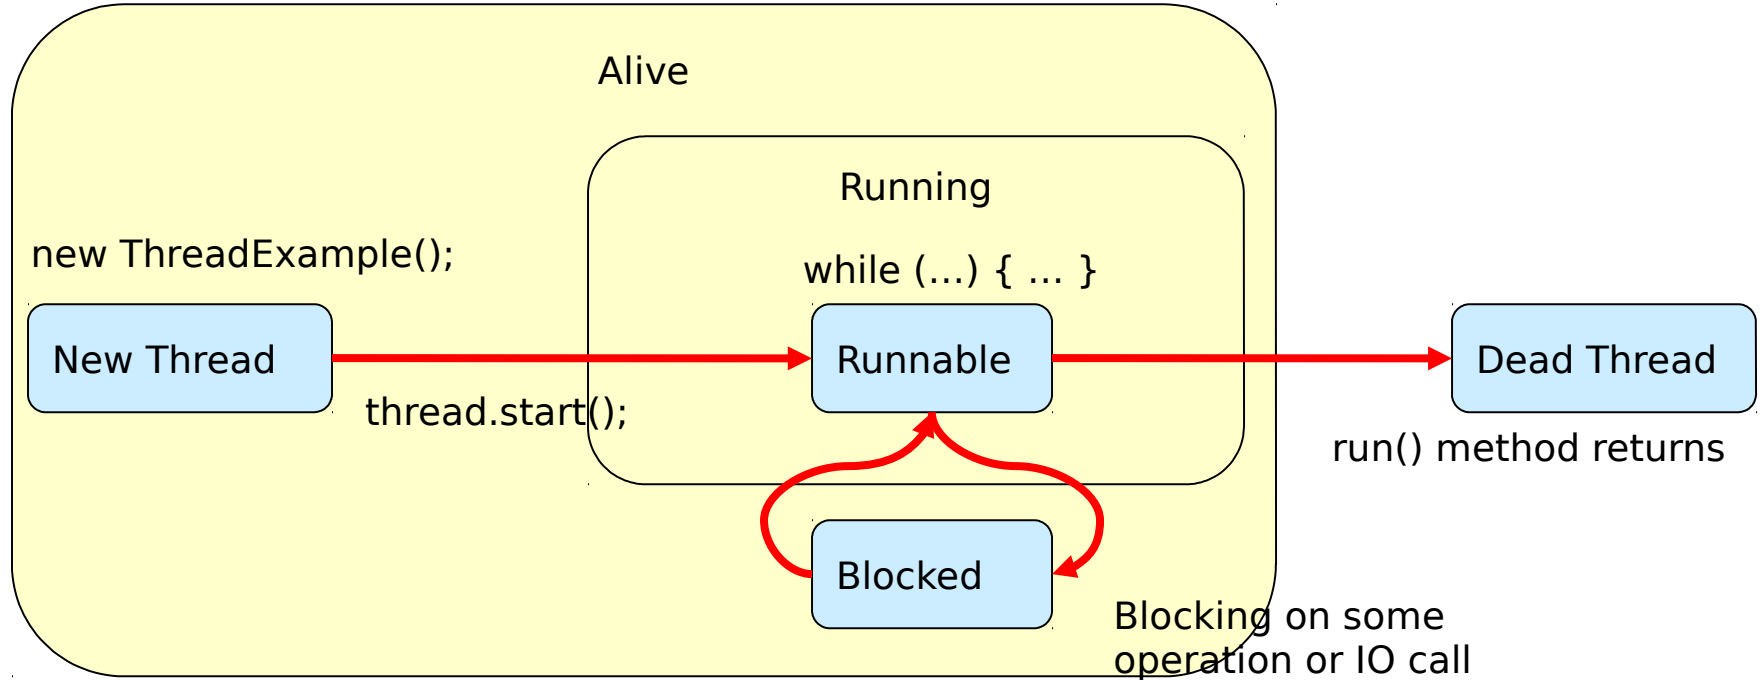 Alive
Running
new ThreadExample();
while (...) { ... }
New Thread
Runnable
Dead Thread
thread.start();
run() method returns
Blocked
Blocking on some
operation or IO call